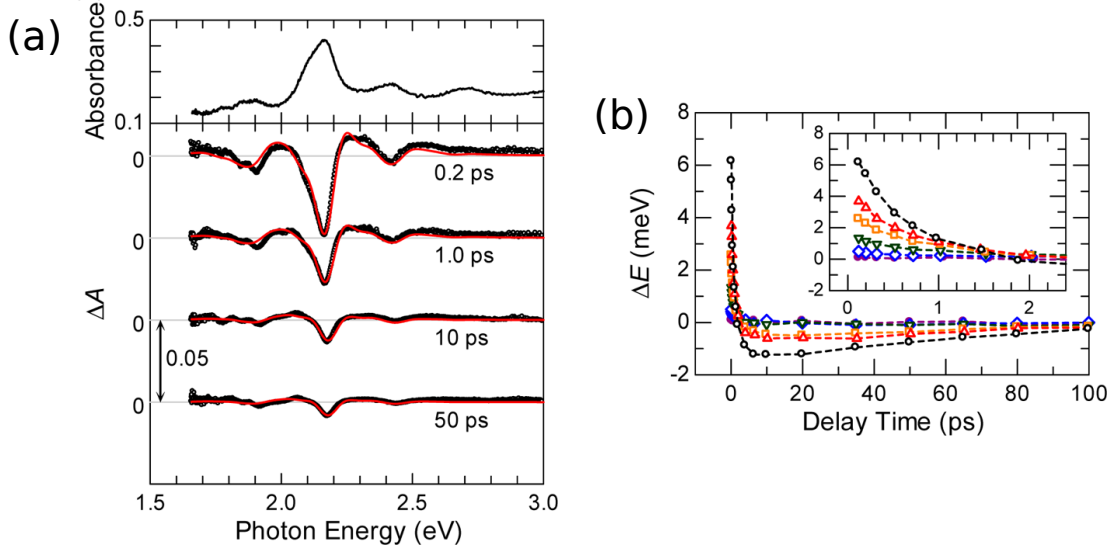 (a)
Absorbance
0.5
0.1
0
0.2 ps
0
1.0 ps
ΔA
0
10 ps
0.05
0
50 ps
1.5 2.0 2.5 3.0
Photon Energy (eV)
(b)
ΔE (meV)
8
6
4
2
0
-2
0 20 40 60 80 100
Delay Time (ps)
8
6
4
2
0
-2
0 1 2